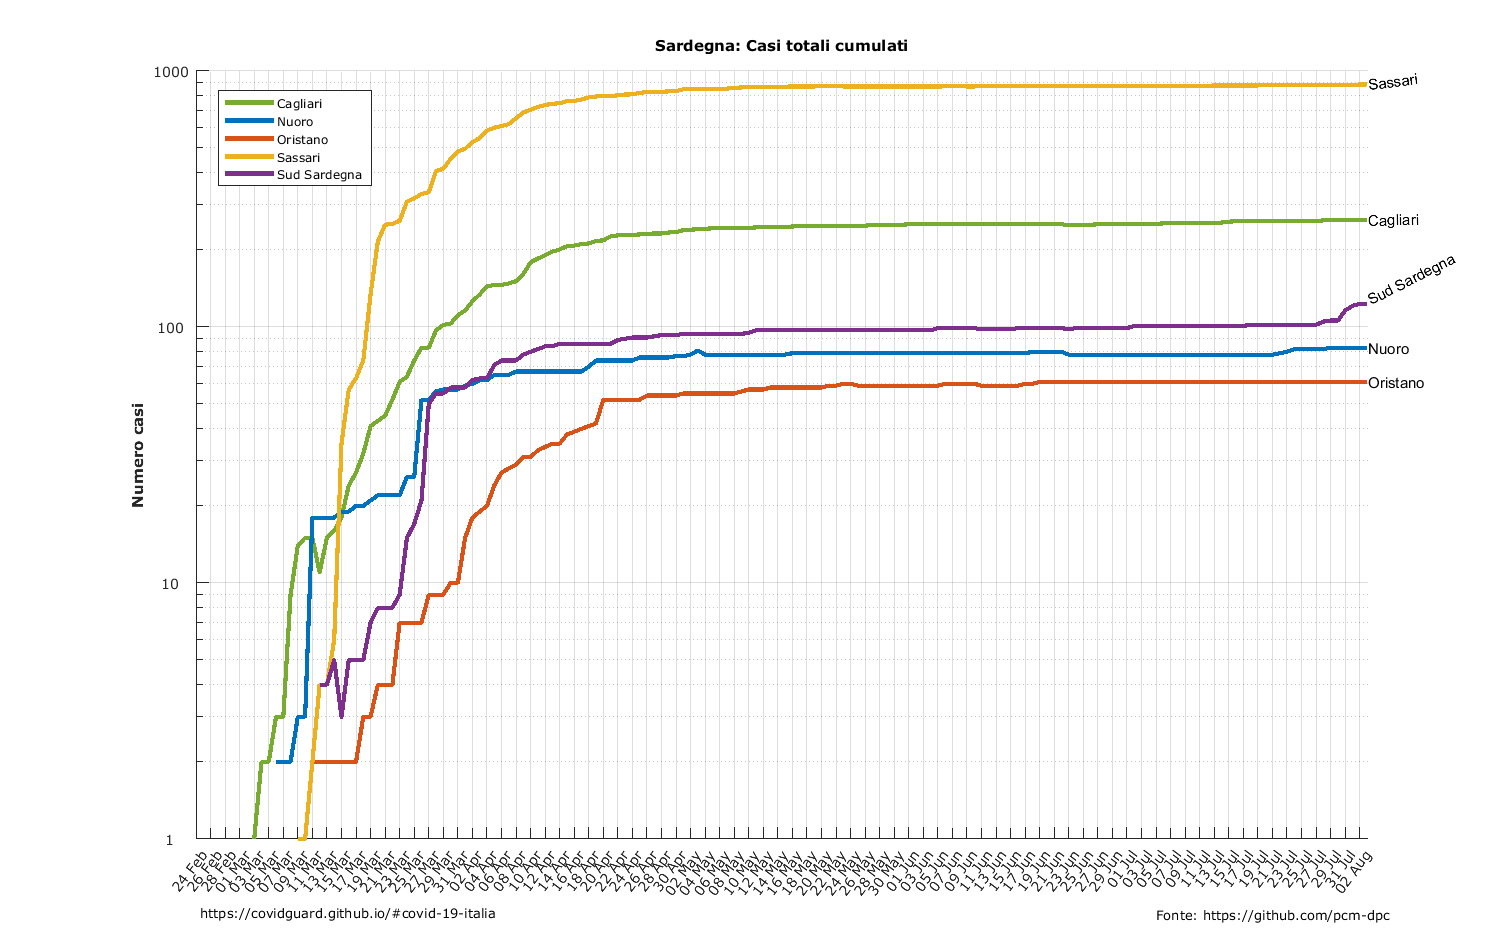 Sardegna: Casi totali cumulati
1000
100
10
1
Numero casi
Cagliari
Nuoro
Oristano
Sassari
Sud Sardegna
Sassari
Cagliari
Sud Sardegna
Nuoro
Oristano
24 Feb
26 Feb
28 Feb
01 Mar
03 Mar
05 Mar
07 Mar
09 Mar
11 Mar
13 Mar
15 Mar
17 Mar
19 Mar
21 Mar
23 Mar
25 Mar
27 Mar
29 Mar
31 Mar
02 Apr
04 Apr
06 Apr
08 Apr
10 Apr
12 Apr
14 Apr
16 Apr
18 Apr
20 Apr
22 Apr
24 Apr
26 Apr
28 Apr
30 Apr
02 May
04 May
06 May
08 May
10 May
12 May
14 May
16 May
18 May
20 May
22 May
24 May
26 May
28 May
30 May
01 Jun
03 Jun
05 Jun
07 Jun
09 Jun
11 Jun
13 Jun
15 Jun
17 Jun
19 Jun
21 Jun
23 Jun
25 Jun
27 Jun
29 Jun
01 Jul
03 Jul
05 Jul
07 Jul
09 Jul
11 Jul
13 Jul
15 Jul
17 Jul
19 Jul
21 Jul
23 Jul
25 Jul
27 Jul
29 Jul
31 Jul
02 Aug
https://covidguard.github.io/#covid-19-italia
Fonte: https://github.com/pcm-dpc